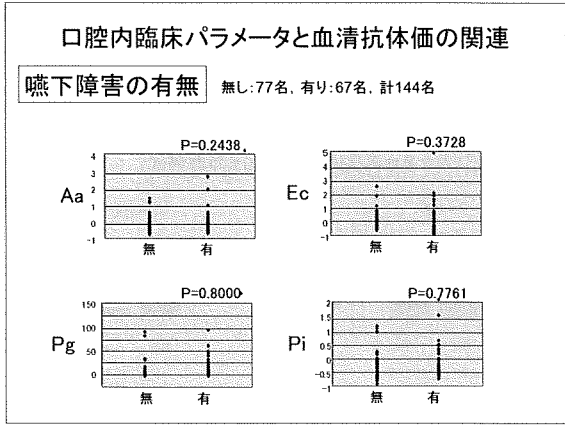 口腔内臨床パラメータと血清抗体価の関連
嚥下障害の有無 無し:77名, 有り:67名, 計144名
P=0.2438
Aa
4
3
2
1
0
-1
無 有
P=0.3728
Ec
5
4
3
2
1
0
-1
無 有
P=0.8000
Pg
150
100
50
0
無 有
P=0.7761
Pi
2
1.5
1
0.5
0
-0.5
-1
無 有